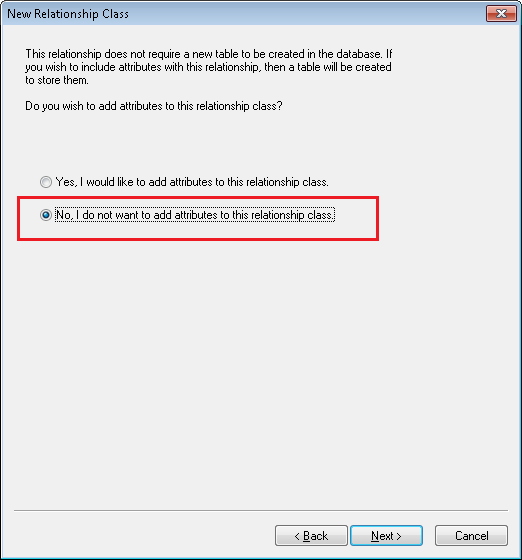 New Relationship Class
This relationship does not require a new table to be created in the database. If
you wish to include attributes with this relationship, then a table will be created
to store them.
Do you wish to add attributes to this relationship class?
Yes, I would like to add attributes to this relationship class.
No, I do not want to add attributes to this relationship class.
< Back
Next >
Cancel